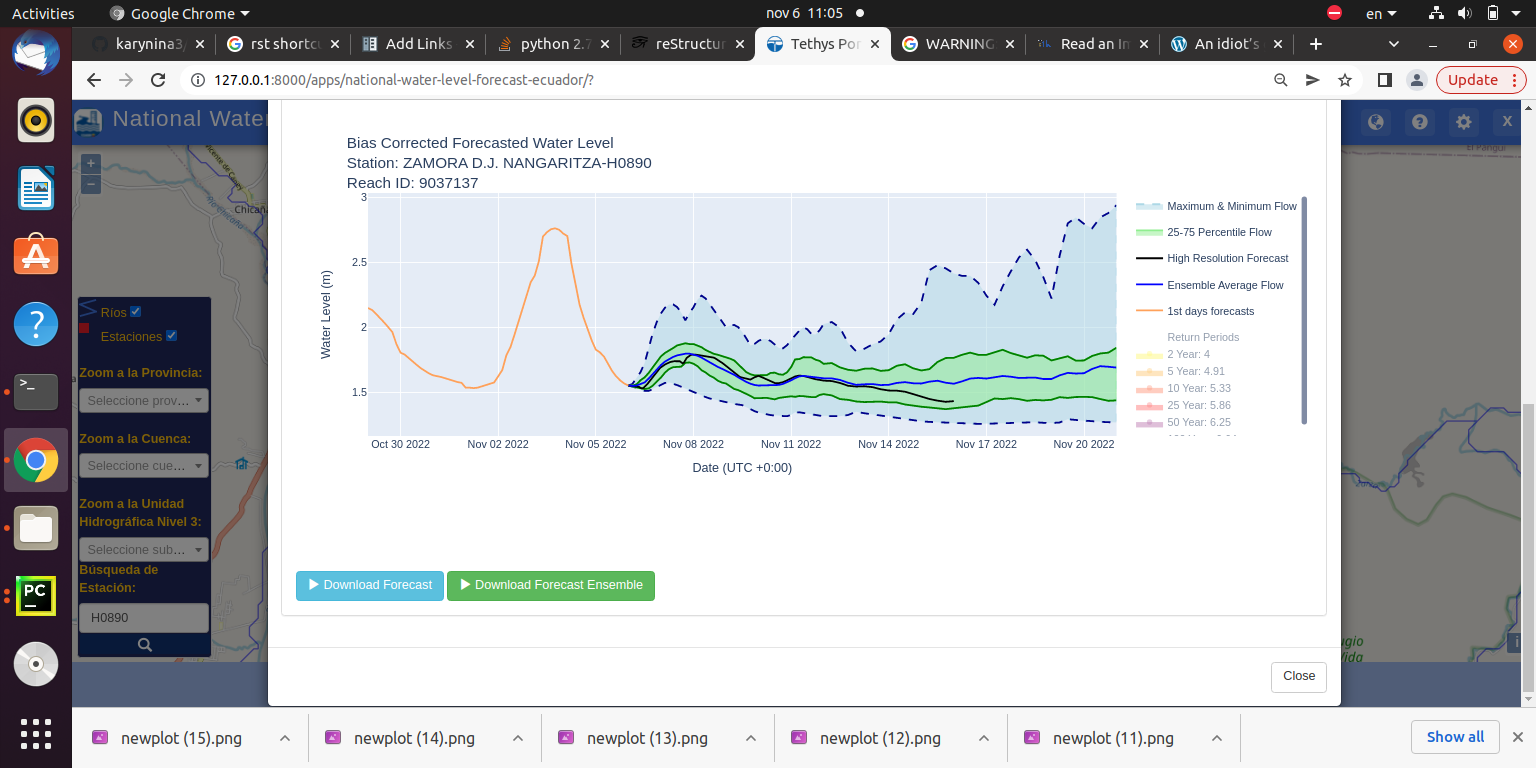 Activities
Google Chrome
nov 6 11:05
en
karynina3/
rst shortcu
Add Links
python 2.7
reStructur
Tethys Por
WARNING
Read an Im
An idiot's
127.0.0.1:8000/apps/national-water-level-forecast-ecuador/?
Update
National Water
X
Bias Corrected Forecasted Water Level
Station: ZAMORA D.J. NANGARITZA-H0890
Reach ID: 9037137
+
−
Ríos
Estaciones
Zoom a la Provincia:
Seleccione prov...
Zoom a la Cuenca:
Seleccione cue...
Zoom a la Unidad
Hidrográfica Nivel 3:
Seleccione sub...
Búsqueda de
Estación:
H0890
Water Level (m)
3
2.5
2
1.5
Oct 30 2022
Nov 02 2022
Nov 05 2022
Nov 08 2022
Nov 11 2022
Nov 14 2022
Nov 17 2022
Nov 20 2022
Date (UTC +0:00)
Maximum & Minimum Flow
25-75 Percentile Flow
High Resolution Forecast
Ensemble Average Flow
1st days forecasts
Return Periods
2 Year: 4
5 Year: 4.91
10 Year: 5.33
25 Year: 5.86
50 Year: 6.25
Download Forecast
Download Forecast Ensemble
Close
newplot (15).png
newplot (14).png
newplot (13).png
newplot (12).png
newplot (11).png
Show all